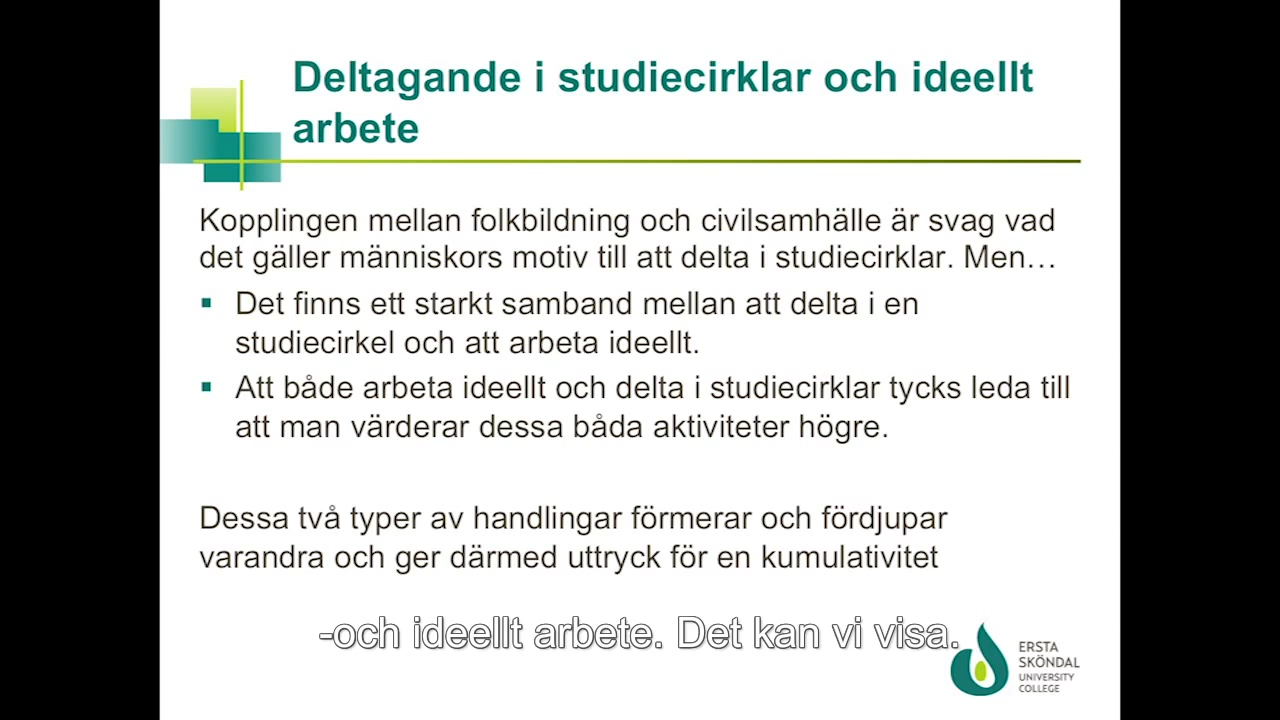 Deltagande i studiecirklar och ideellt
arbete
Kopplingen mellan folkbildning och civilsamhälle är svag vad
det gäller människors motiv till att delta i studiecirklar. Men…
Det finns ett starkt samband mellan att delta i en
studiecirkel och att arbeta ideellt.
Att både arbeta ideellt och delta i studiecirklar tycks leda till
att man värderar dessa båda aktiviteter högre.
Dessa två typer av handlingar förmerar och fördjupar
varandra och ger därmed uttryck för en kumulativitet
-och ideellt arbete. Det kan vi visa.
ERSTA
SKÖNDAL
UNIVERSITY
COLLEGE